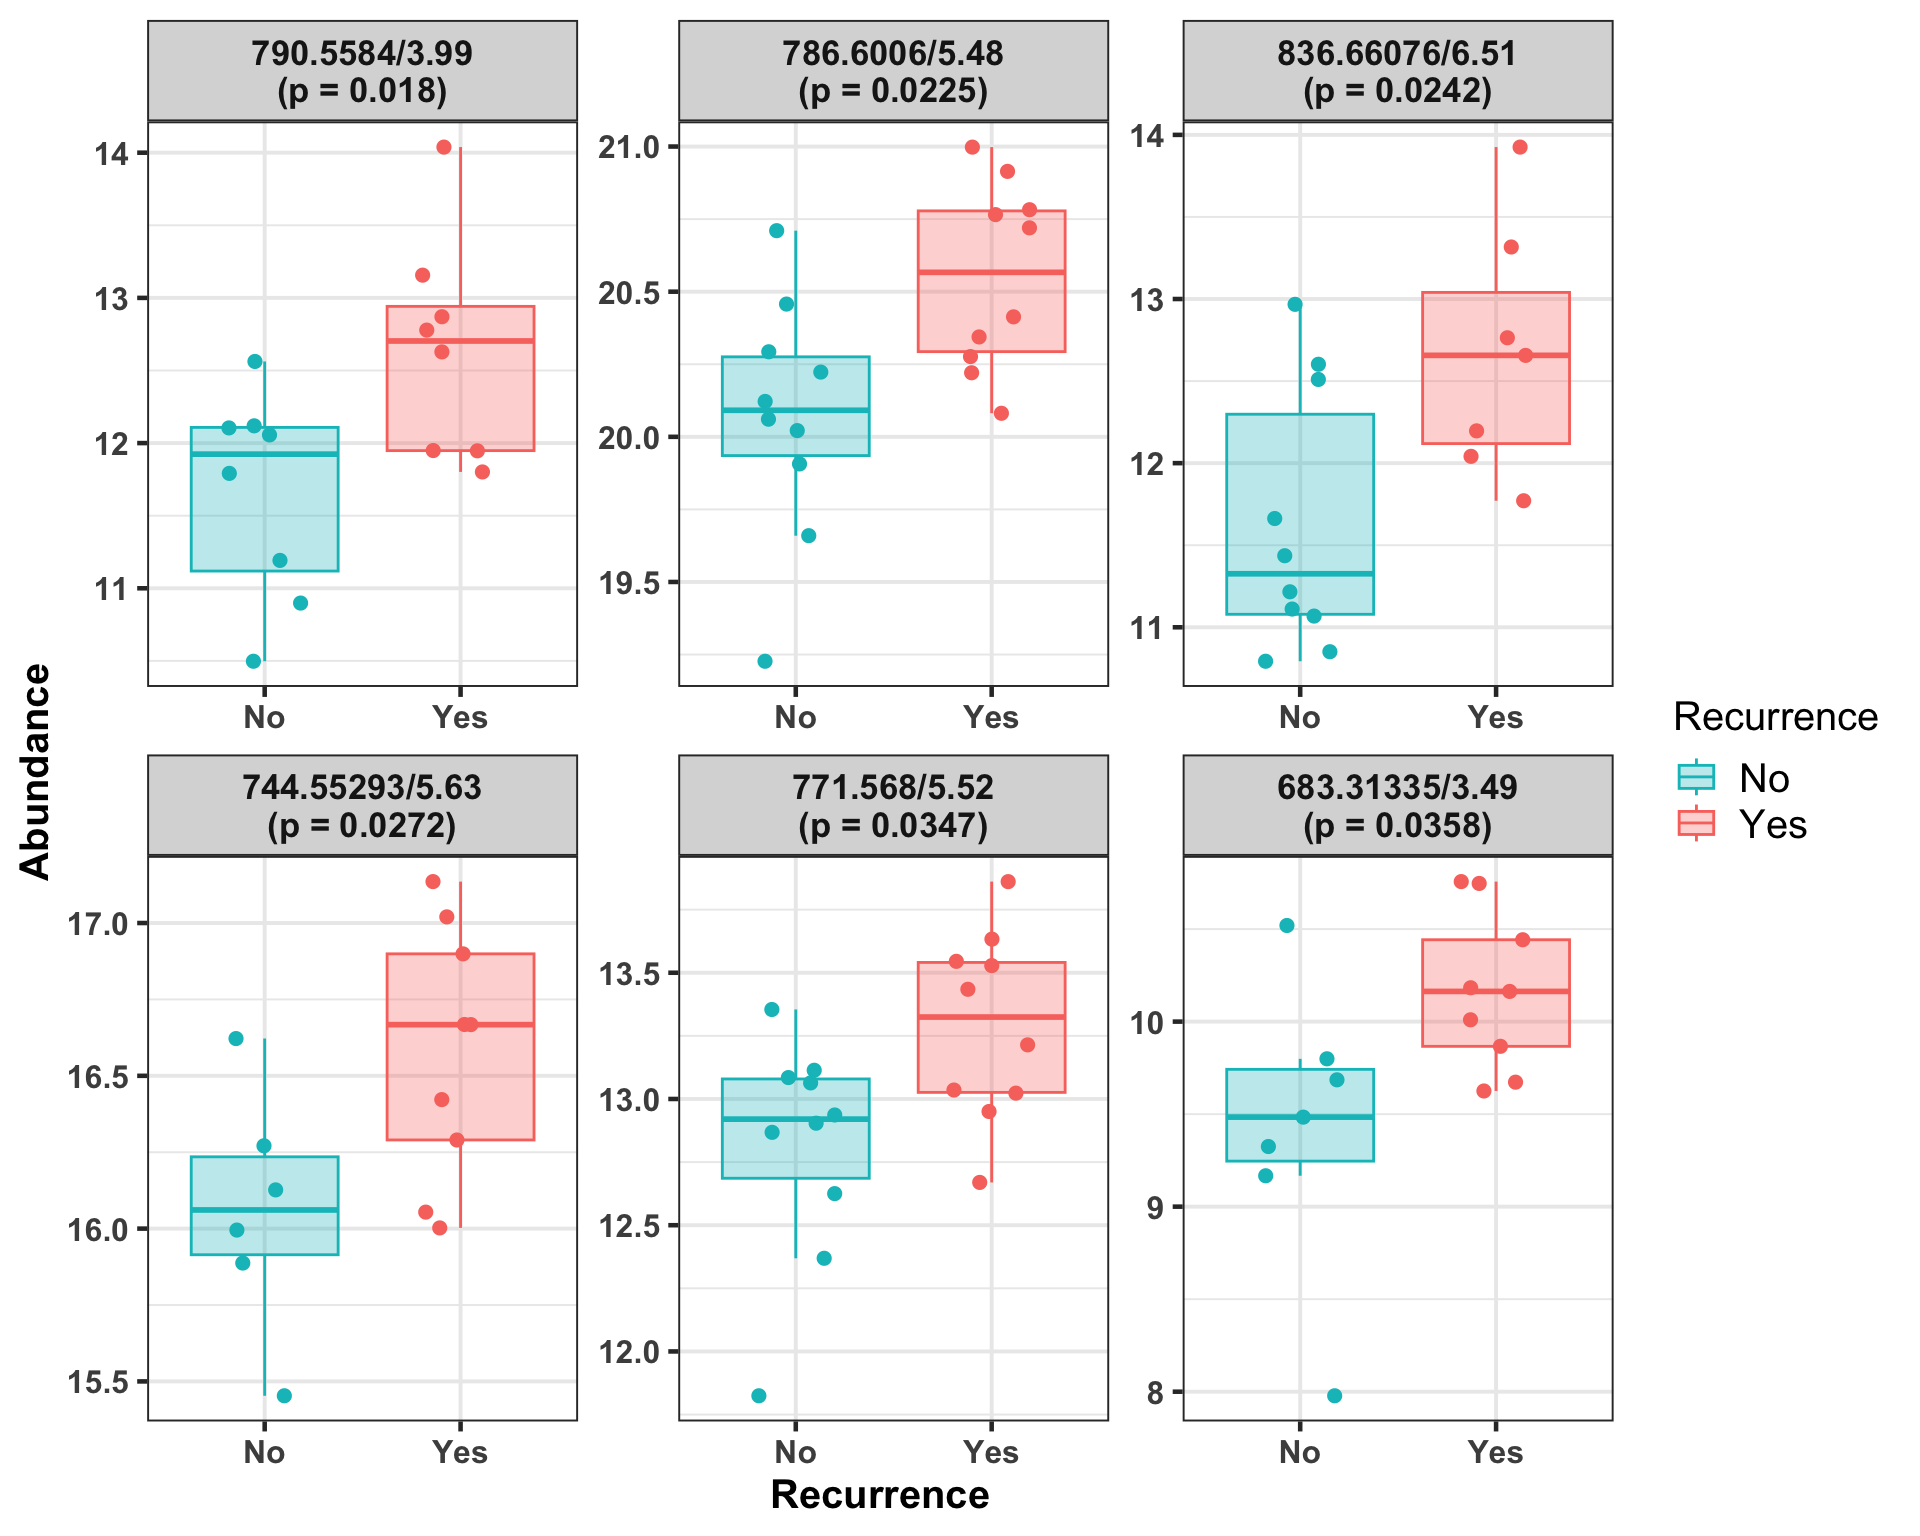 790.5584/3.99
(p = 0.018)
786.6006/5.48
(p = 0.0225)
836.66076/6.51
(p = 0.0242)
14
13
12
11
21.0
20.5
20.0
19.5
14
13
12
11
No
Yes
No
Yes
No
Yes
Abundance
744.55293/5.63
(p = 0.0272)
771.568/5.52
(p = 0.0347)
683.31335/3.49
(p = 0.0358)
17.0
16.5
16.0
15.5
13.5
13.0
12.5
12.0
10
9
8
No
Yes
No
Yes
No
Yes
Recurrence
Recurrence
No
Yes